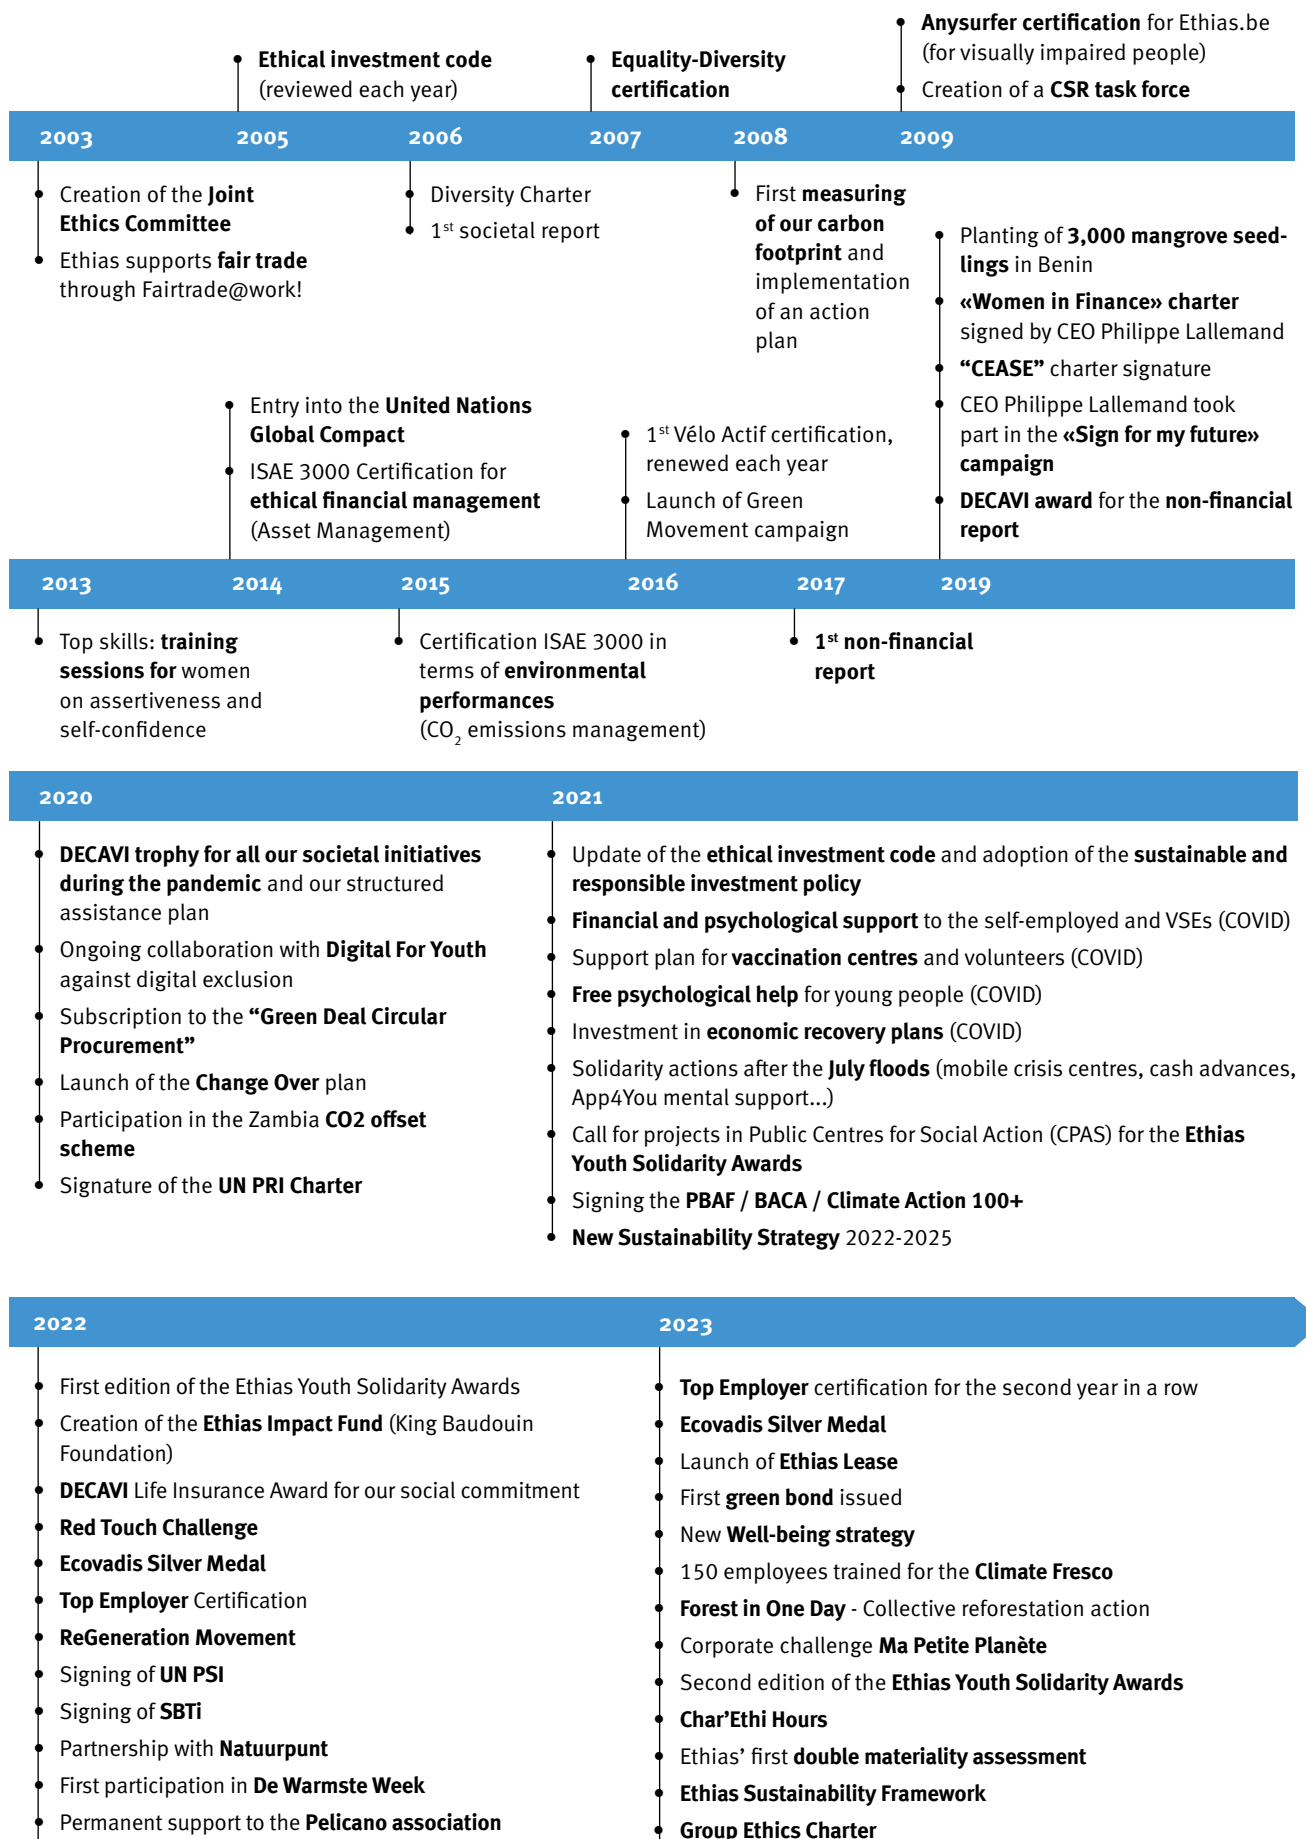 Anysurfer certification for Ethias.be
(for visually impaired people)
Creation of a CSR task force
Ethical investment code
(reviewed each year)
Equality-Diversity
certification
2003
2005
2006
2007
2008
2009
Creation of the Joint
Ethics Committee
Ethias supports fair trade
through Fairtrade@work!
Diversity Charter
1st societal report
First measuring
of our carbon
footprint and
implementation
of an action
plan
Planting of 3,000 mangrove seed-
lings in Benin
«Women in Finance» charter
signed by CEO Philippe Lallemand
“CEASE” charter signature
CEO Philippe Lallemand took
part in the «Sign for my future»
campaign
DECAVI award for the non-financial
report
Entry into the United Nations
Global Compact
ISAE 3000 Certification for
ethical financial management
(Asset Management)
1st Vélo Actif certification,
renewed each year
Launch of Green
Movement campaign
2013
2014
2015
2016
2017
2019
Top skills: training
sessions for women
on assertiveness and
self-confidence
Certification ISAE 3000 in
terms of environmental
performances
(CO2 emissions management)
1st non-financial
report
2020
2021
DECAVI trophy for all our societal initiatives
during the pandemic and our structured
assistance plan
Ongoing collaboration with Digital For Youth
against digital exclusion
Subscription to the “Green Deal Circular
Procurement”
Launch of the Change Over plan
Participation in the Zambia CO2 offset
scheme
Signature of the UN PRI Charter
Update of the ethical investment code and adoption of the sustainable and
responsible investment policy
Financial and psychological support to the self-employed and VSEs (COVID)
Support plan for vaccination centres and volunteers (COVID)
Free psychological help for young people (COVID)
Investment in economic recovery plans (COVID)
Solidarity actions after the July floods (mobile crisis centres, cash advances,
App4You mental support...)
Call for projects in Public Centres for Social Action (CPAS) for the Ethias
Youth Solidarity Awards
Signing the PBAF / BACA / Climate Action 100+
New Sustainability Strategy 2022-2025
2022
2023
First edition of the Ethias Youth Solidarity Awards
Creation of the Ethias Impact Fund (King Baudouin
Foundation)
DECAVI Life Insurance Award for our social commitment
Red Touch Challenge
Ecovadis Silver Medal
Top Employer Certification
ReGeneration Movement
Signing of UN PSI
Signing of SBTi
Partnership with Natuurpunt
First participation in De Warmste Week
Permanent support to the Pelicano association
Top Employer certification for the second year in a row
Ecovadis Silver Medal
Launch of Ethias Lease
First green bond issued
New Well-being strategy
150 employees trained for the Climate Fresco
Forest in One Day - Collective reforestation action
Corporate challenge Ma Petite Planète
Second edition of the Ethias Youth Solidarity Awards
Char’Ethi Hours
Ethias’ first double materiality assessment
Ethias Sustainability Framework
Group Ethics Charter